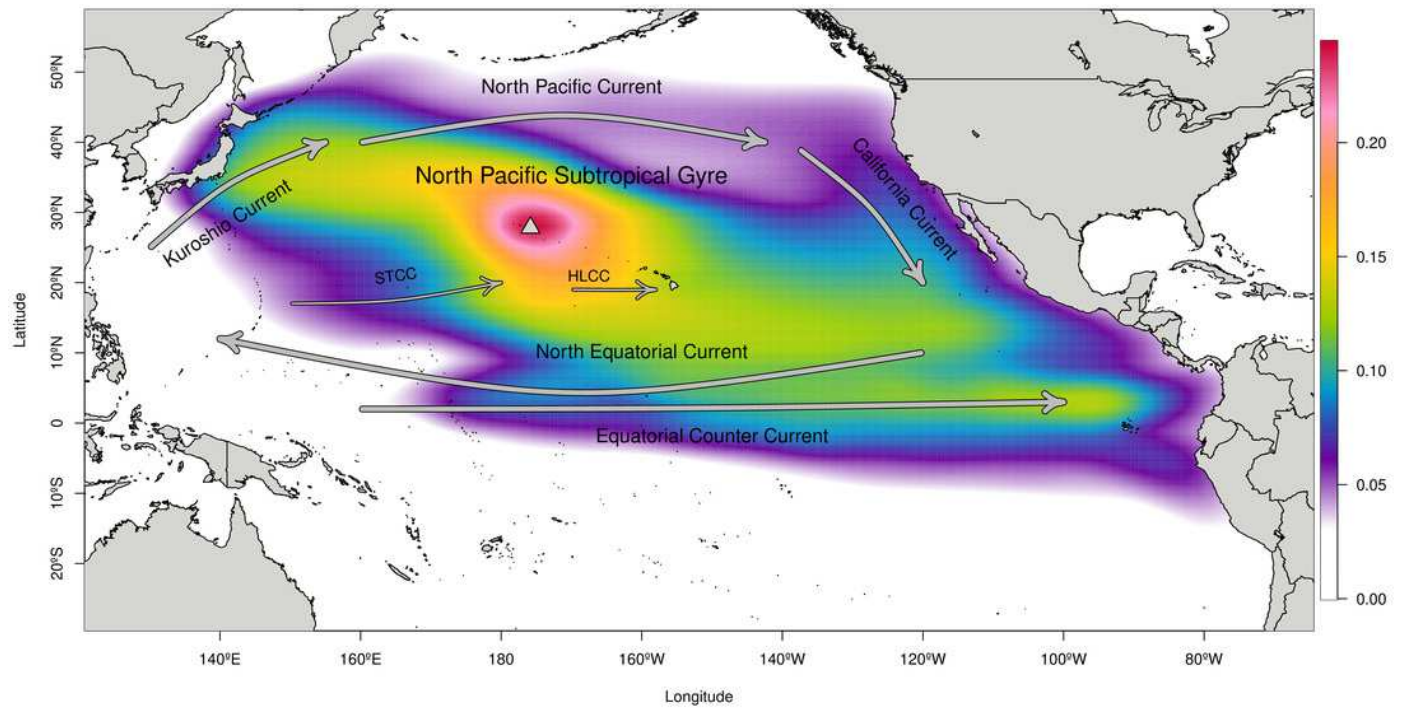 50ºN
40ºN
30ºN
20ºN
10ºN
0
10ºS
20ºS
Latitude
North Pacific Current
North Pacific Subtropical Gyre
Kuroshio Current
California Current
STCC
HLCC
North Equatorial Current
Equatorial Counter Current
0.20
0.15
0.10
0.05
0.00
140ºE
160ºE
180
160ºW
140ºW
120ºW
100ºW
80ºW
Longitude